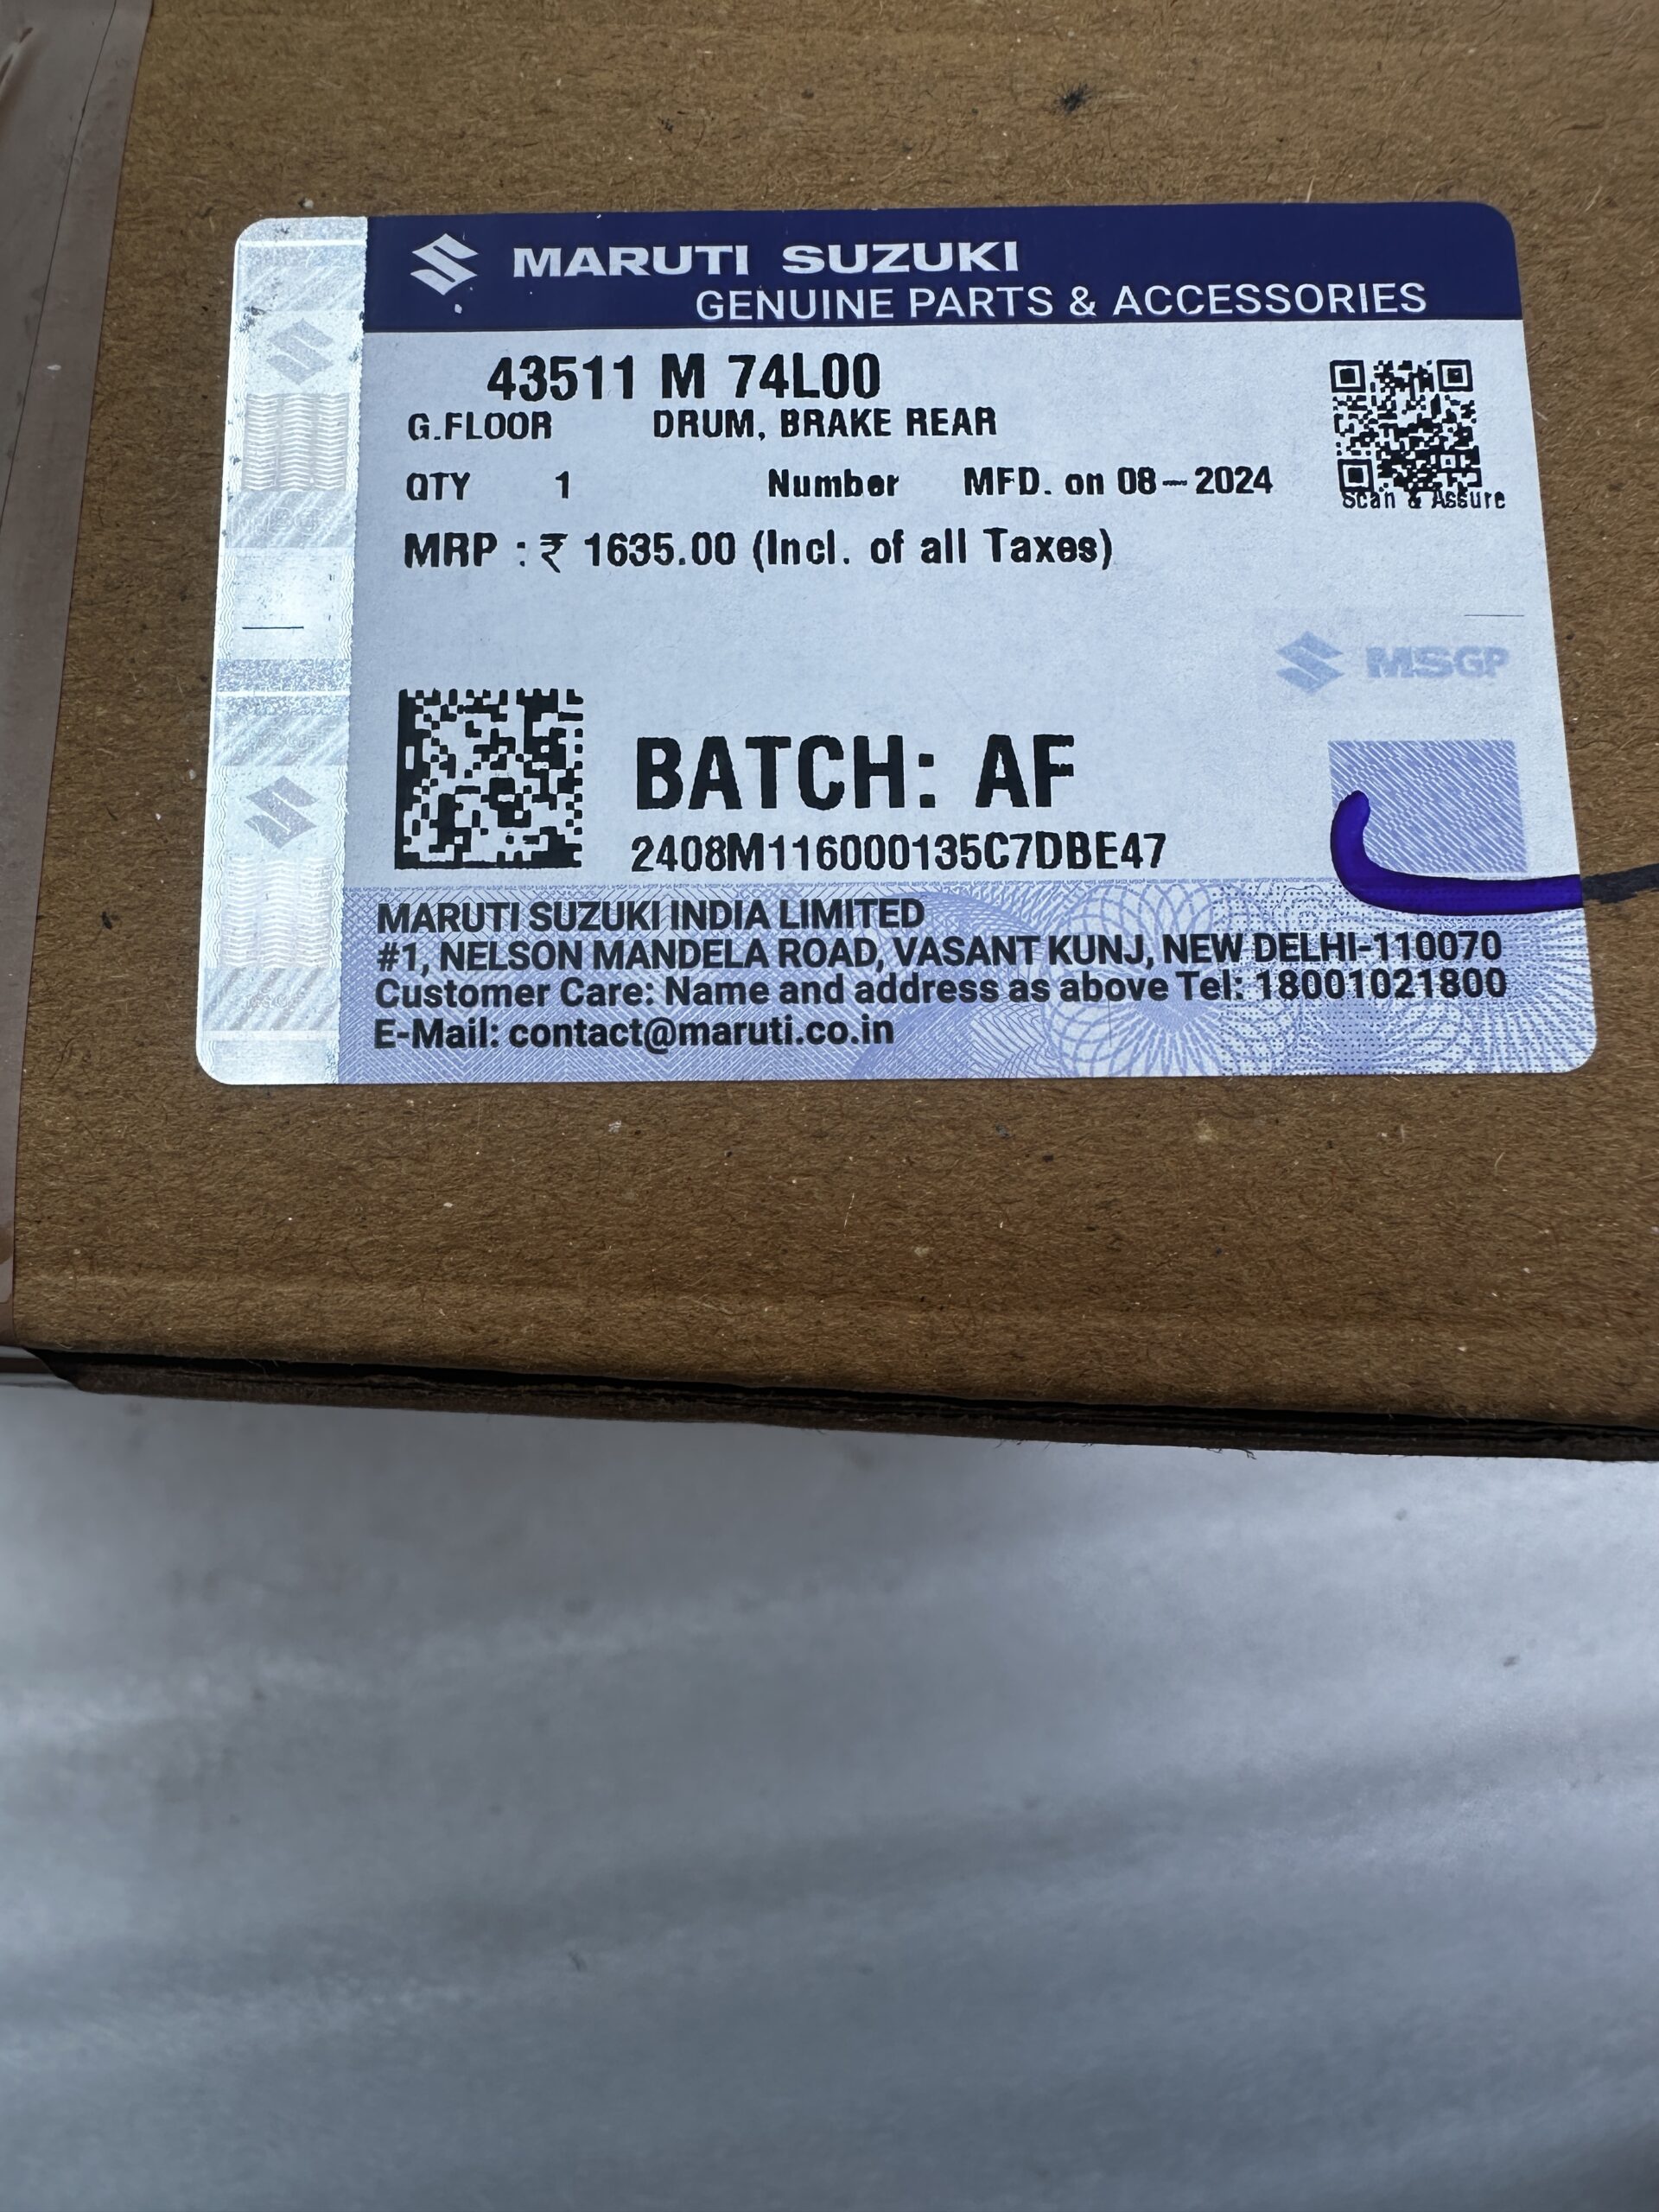 MARUTI SUZUKI
GENUINE PARTS & ACCESSORIES
43511 M 74L00
G.FLOOR DRUM, BRAKE REAR
QTY 1 Number MFD. on 08-2024
Scan & Assure
MRP : ₹ 1635.00 (Incl. of all Taxes)
MSGP
BATCH: AF
2408M116000135C7DBE47
MARUTI SUZUKI INDIA LIMITED
#1, NELSON MANDELA ROAD, VASANT KUNJ, NEW DELHI-110070
Customer Care: Name and address as above Tel: 18001021800
E-Mail: contact@maruti.co.in